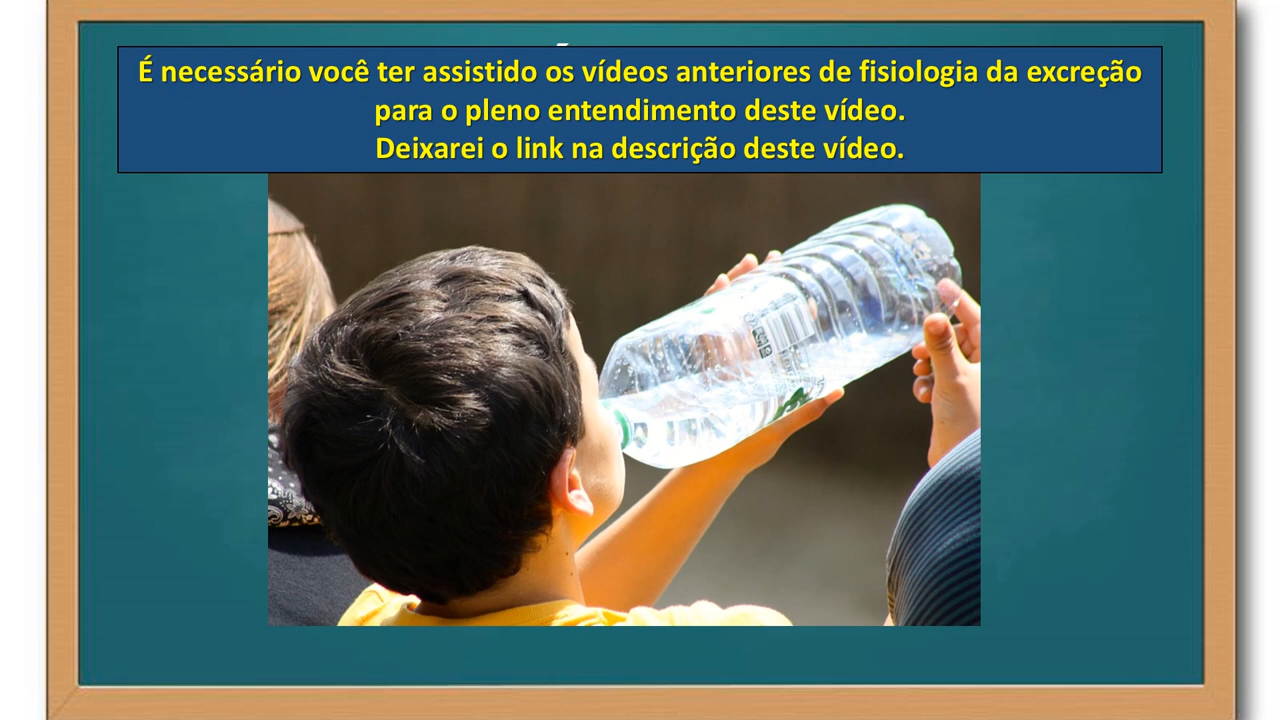 É necessário você ter assistido os vídeos anteriores de fisiologia da excreção
para o pleno entendimento deste vídeo.
Deixarei o link na descrição deste vídeo.